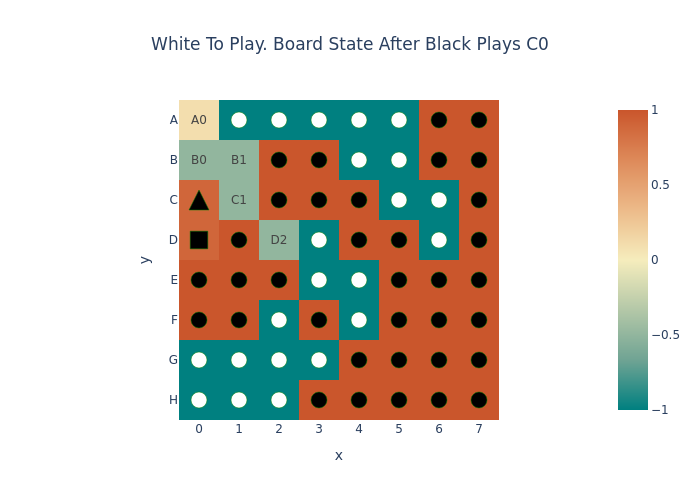 White To Play. Board State After Black Plays C0
A A0 1
B B0 B1
C C1 0.5
D D2
y 0
E
F −0.5
G
H −1
0 1 2 3 4 5 6 7
x